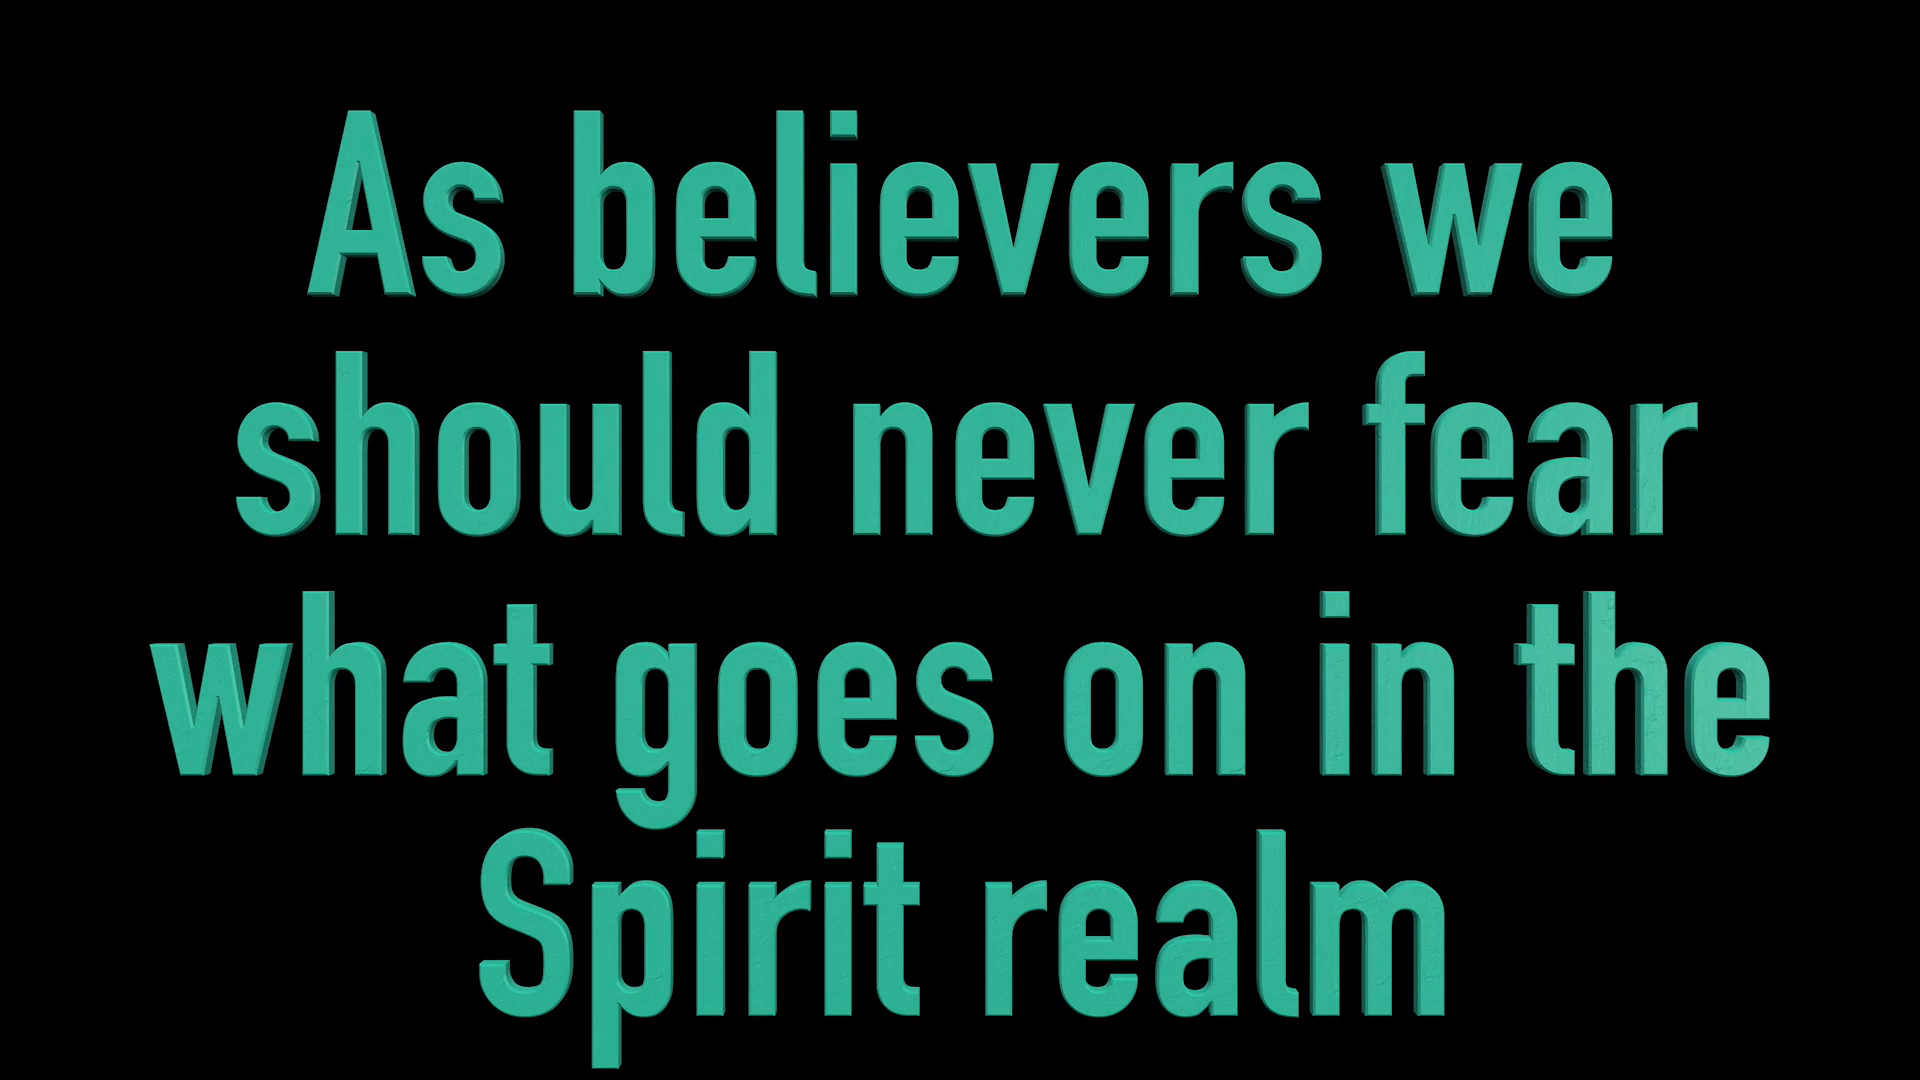 As believers we
should never fear
what goes on in the
Spirit realm